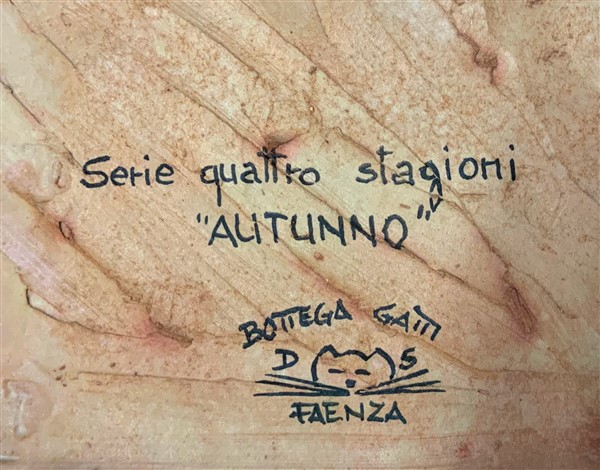 Serie quattro stagioni
"AUTUNNO"
BOTTEGA GATTI
D S
FAENZA